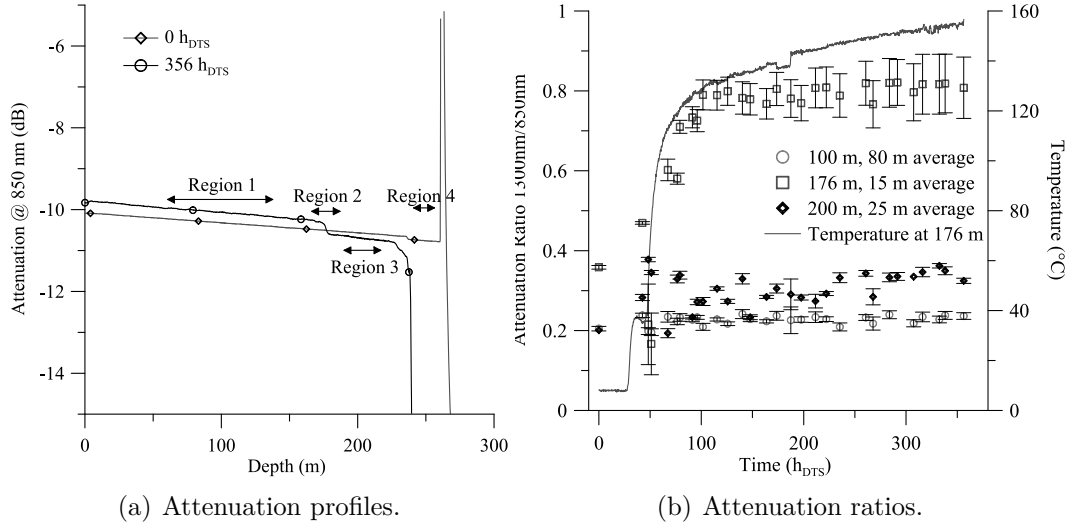 -6
-8
-10
-12
-14
Attenuation @ 850 nm (dB)
0 h_DTS
356 h_DTS
Region 1
Region 2
Region 3
Region 4
0
100
200
300
Depth (m)
(a) Attenuation profiles.
1
0.8
0.6
0.4
0.2
0
Attenuation Ratio 1300nm/850nm
100 m, 80 m average
176 m, 15 m average
200 m, 25 m average
Temperature at 176 m
160
120
80
40
0
Temperature (°C)
0
100
200
300
Time (h_DTS)
(b) Attenuation ratios.